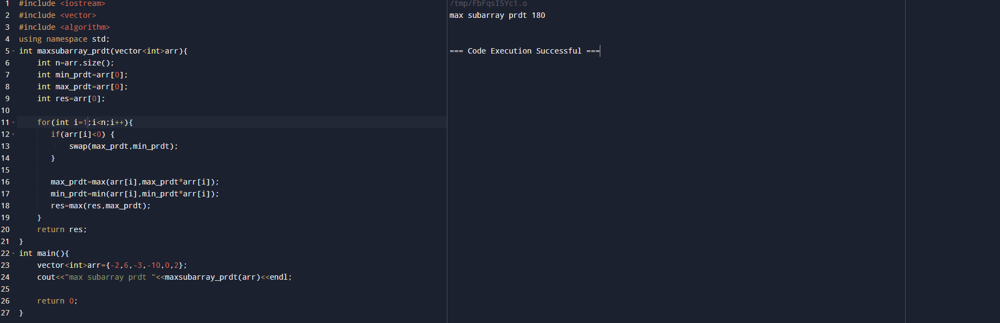 1 #include <iostream>
2 #include <vector>
3 #include <algorithm>
4 using namespace std;
5 int maxsubarray_prdt(vector<int>arr){
6     int n=arr.size();
7     int min_prdt=arr[0];
8     int max_prdt=arr[0];
9     int res=arr[0];
10
11     for(int i=1;i<n;i++){
12        if(arr[i]<0) {
13            swap(max_prdt,min_prdt);
14        }
15
16        max_prdt=max(arr[i],max_prdt*arr[i]);
17        min_prdt=min(arr[i],min_prdt*arr[i]);
18        res=max(res,max_prdt);
19     }
20     return res;
21 }
22 int main(){
23     vector<int>arr={-2,6,-3,-10,0,2};
24     cout<<"max subarray prdt "<<maxsubarray_prdt(arr)<<endl;
25
26     return 0;
27 }
/tmp/FbFqsI5Yc1.o
max subarray prdt 180
=== Code Execution Successful ===